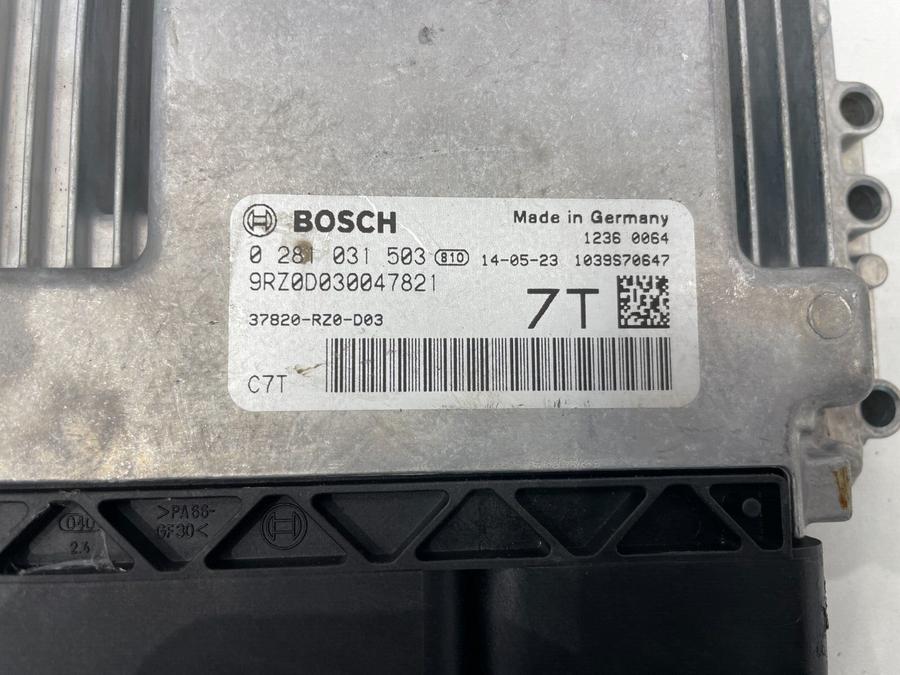 BOSCH
Made in Germany
1236 0064
0 281 031 503 810 14-05-23 1039S70647
9RZ0D030047821
37820-RZ0-D03
7T
C7T
>PA66-
GF30<
040